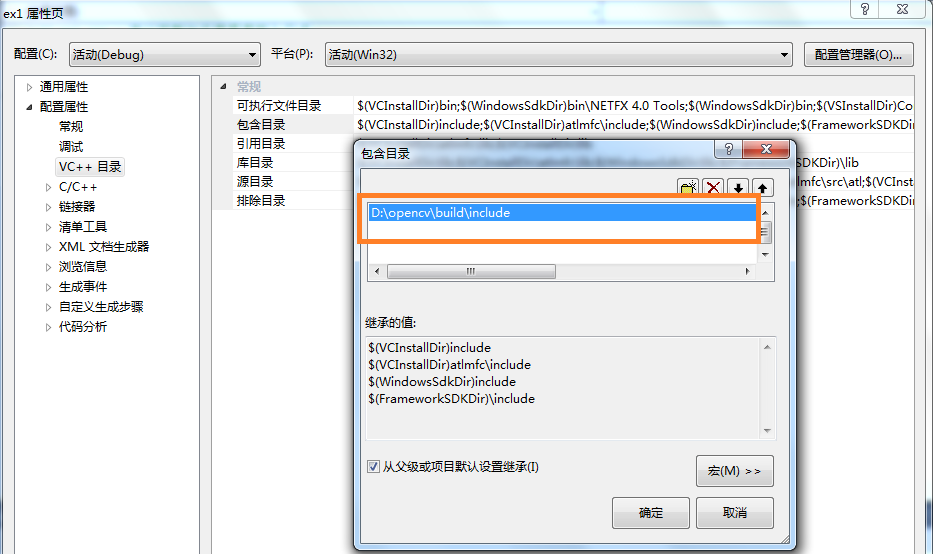 ex1 属性页
配置(C): 活动(Debug) 平台(P): 活动(Win32) 配置管理器(O)...
通用属性
配置属性
常规
调试
VC++ 目录
C/C++
链接器
清单工具
XML 文档生成器
浏览信息
生成事件
自定义生成步骤
代码分析
常规
可执行文件目录 $(VCInstallDir)bin;$(WindowsSdkDir)bin\NETFX 4.0 Tools;$(WindowsSdkDir)bin;$(VSInstallDir)Co
包含目录 $(VCInstallDir)include;$(VCInstallDir)atlmfc\include;$(WindowsSdkDir)include;$(FrameworkSDKDir
引用目录
库目录 KDir)\lib
源目录 mfc\src\atl;$(VCInst
排除目录 ;$(FrameworkSDKDir
包含目录
D:\opencv\build\include
继承的值:
$(VCInstallDir)include
$(VCInstallDir)atlmfc\include
$(WindowsSdkDir)include
$(FrameworkSDKDir)\include
从父级或项目默认设置继承(I)
宏(M) >>
确定 取消